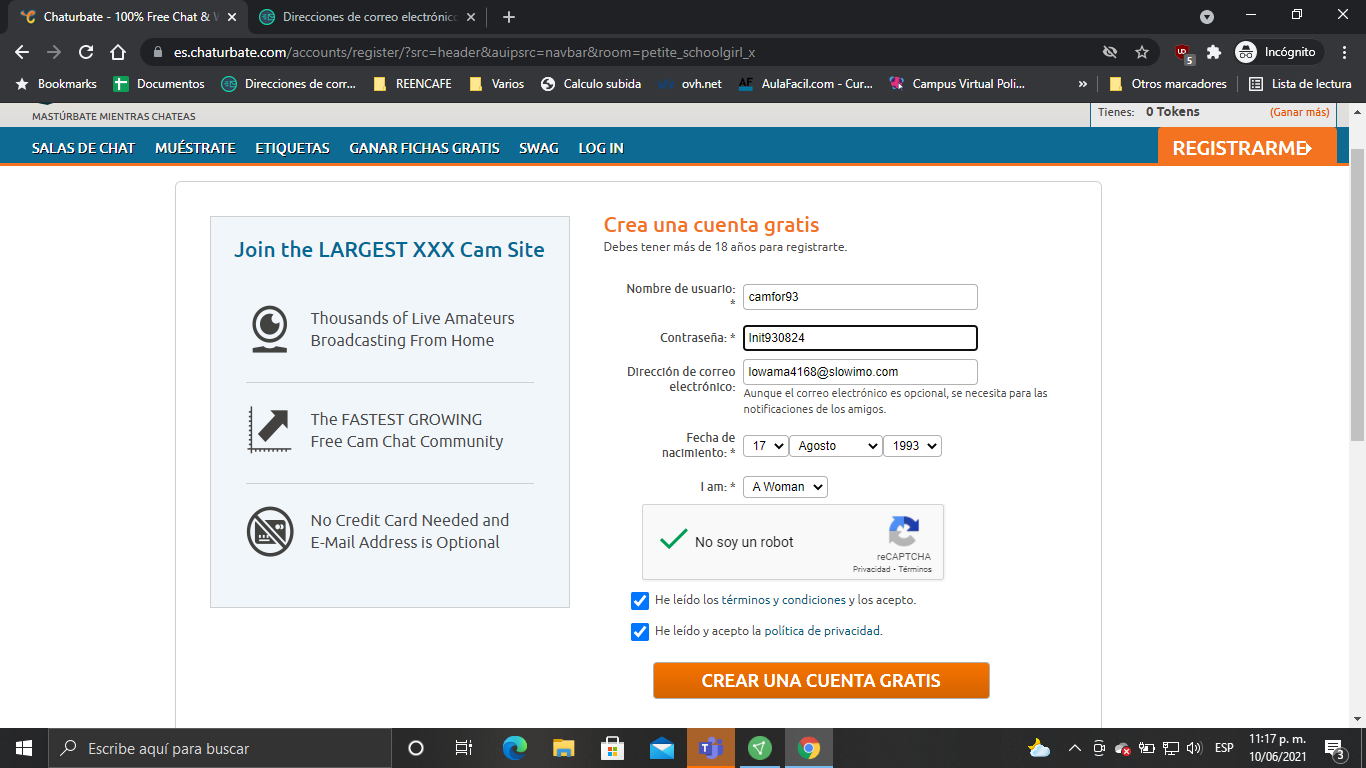 Chaturbate - 100% Free Chat & W
Direcciones de correo electrónico
es.chaturbate.com/accounts/register/?src=header&auipsrc=navbar&room=petite_schoolgirl_x
5
Incógnito
Bookmarks
Documentos
Direcciones de corr...
REENCAFE
Varios
Calculo subida
ovh.net
AulaFacil.com - Cur...
Campus Virtual Poli...
»
Otros marcadores
Lista de lectura
MASTÚRBATE MIENTRAS CHATEAS
Tienes: 0 Tokens (Ganar más)
SALAS DE CHAT MUÉSTRATE ETIQUETAS GANAR FICHAS GRATIS SWAG LOG IN
REGISTRARME
Join the LARGEST XXX Cam Site
Thousands of Live Amateurs
Broadcasting From Home
The FASTEST GROWING
Free Cam Chat Community
No Credit Card Needed and
E-Mail Address is Optional
Crea una cuenta gratis
Debes tener más de 18 años para registrarte.
Nombre de usuario: *
camfor93
Contraseña: *
Init930824
Dirección de correo
electrónico:
lowama4168@slowimo.com
Aunque el correo electrónico es opcional, se necesita para las
notificaciones de los amigos.
Fecha de
nacimiento: *
17 Agosto 1993
I am: * A Woman
No soy un robot
reCAPTCHA
Privacidad - Términos
He leído los términos y condiciones y los acepto.
He leído y acepto la política de privacidad.
CREAR UNA CUENTA GRATIS
Escribe aquí para buscar
ESP
11:17 p. m.
10/06/2021
3